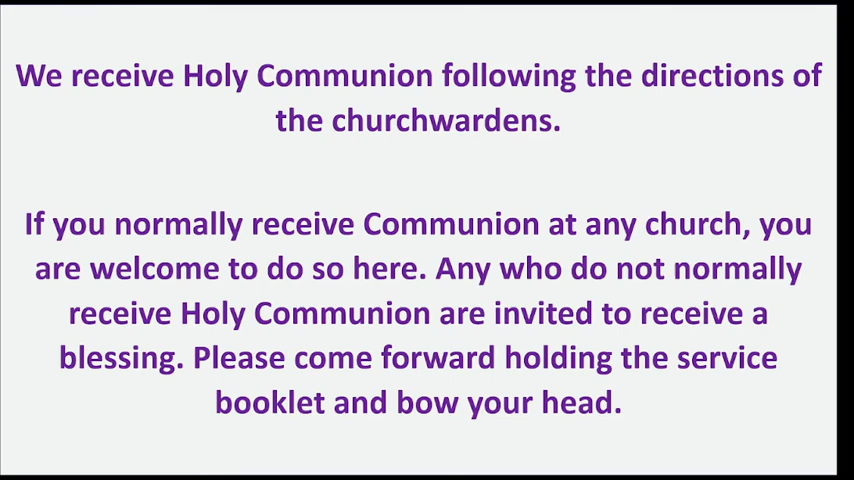 We receive Holy Communion following the directions of
the churchwardens.
If you normally receive Communion at any church, you
are welcome to do so here. Any who do not normally
receive Holy Communion are invited to receive a
blessing. Please come forward holding the service
booklet and bow your head.